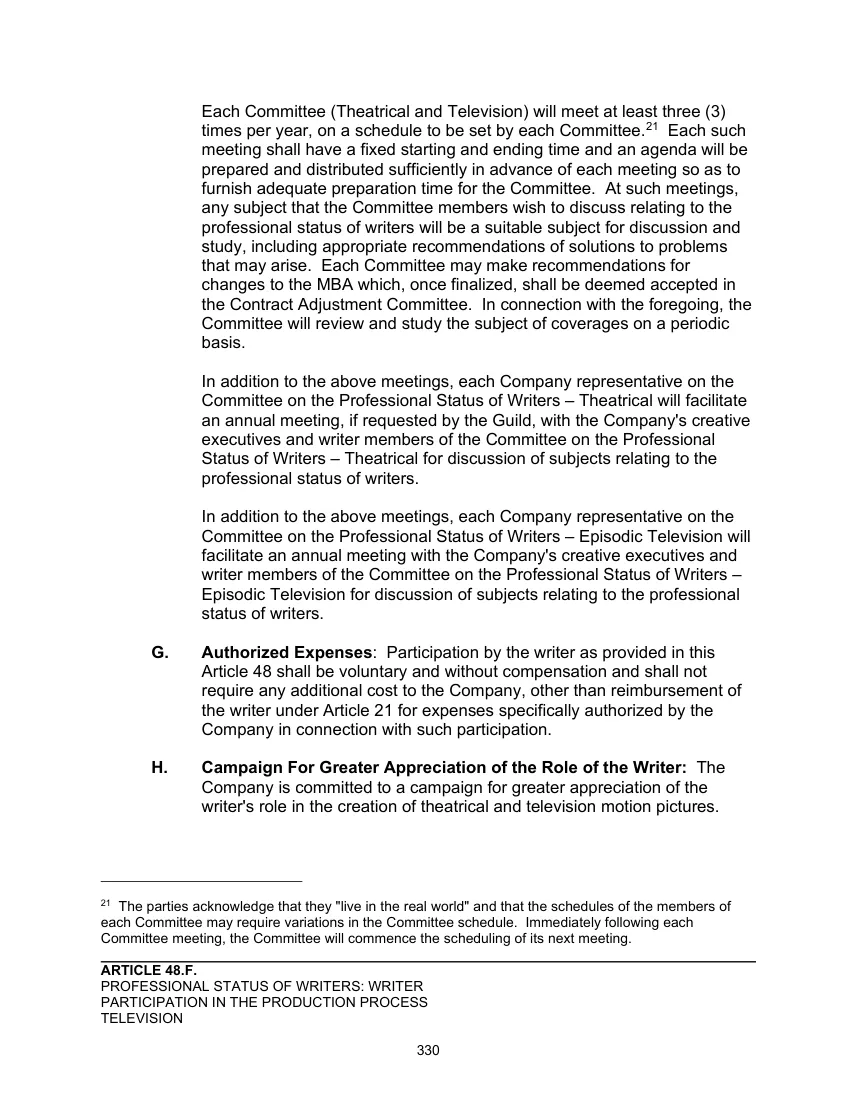 Each Committee (Theatrical and Television) will meet at least three (3)
times per year, on a schedule to be set by each Committee.21  Each such
meeting shall have a fixed starting and ending time and an agenda will be
prepared and distributed sufficiently in advance of each meeting so as to
furnish adequate preparation time for the Committee.  At such meetings,
any subject that the Committee members wish to discuss relating to the
professional status of writers will be a suitable subject for discussion and
study, including appropriate recommendations of solutions to problems
that may arise.  Each Committee may make recommendations for
changes to the MBA which, once finalized, shall be deemed accepted in
the Contract Adjustment Committee.  In connection with the foregoing, the
Committee will review and study the subject of coverages on a periodic
basis.
In addition to the above meetings, each Company representative on the
Committee on the Professional Status of Writers – Theatrical will facilitate
an annual meeting, if requested by the Guild, with the Company's creative
executives and writer members of the Committee on the Professional
Status of Writers – Theatrical for discussion of subjects relating to the
professional status of writers.
In addition to the above meetings, each Company representative on the
Committee on the Professional Status of Writers – Episodic Television will
facilitate an annual meeting with the Company's creative executives and
writer members of the Committee on the Professional Status of Writers –
Episodic Television for discussion of subjects relating to the professional
status of writers.
G. Authorized Expenses:  Participation by the writer as provided in this
Article 48 shall be voluntary and without compensation and shall not
require any additional cost to the Company, other than reimbursement of
the writer under Article 21 for expenses specifically authorized by the
Company in connection with such participation.
H. Campaign For Greater Appreciation of the Role of the Writer:  The
Company is committed to a campaign for greater appreciation of the
writer's role in the creation of theatrical and television motion pictures.
21  The parties acknowledge that they "live in the real world" and that the schedules of the members of
each Committee may require variations in the Committee schedule.  Immediately following each
Committee meeting, the Committee will commence the scheduling of its next meeting.
ARTICLE 48.F.
PROFESSIONAL STATUS OF WRITERS: WRITER
PARTICIPATION IN THE PRODUCTION PROCESS
TELEVISION
330